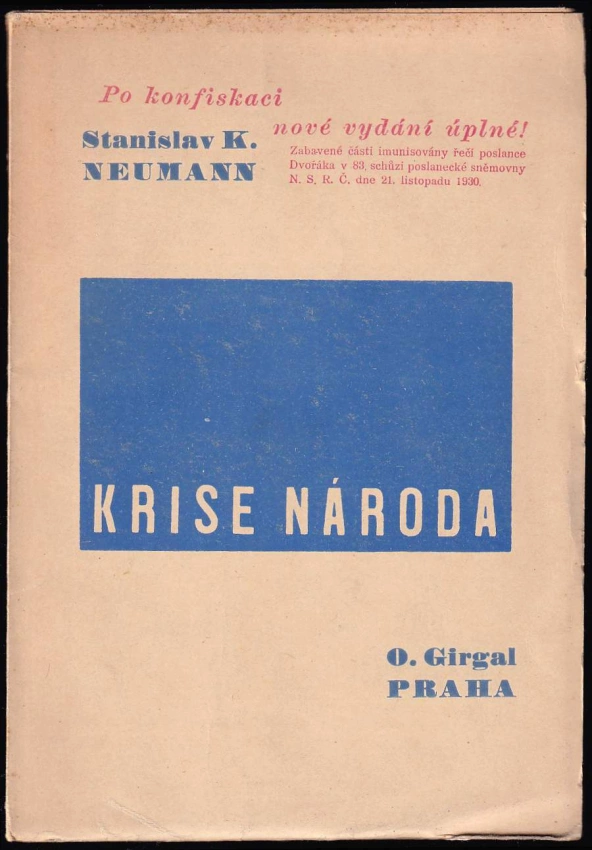 Po konfiskaci
nové vydání úplné!
Stanislav K.
NEUMANN
Zabavené části imunisovány řečí poslance
Dvořáka v 83. schůzi poslanecké sněmovny
N. S. R. Č. dne 21. listopadu 1930.
KRISE NÁRODA
O. Girgal
PRAHA